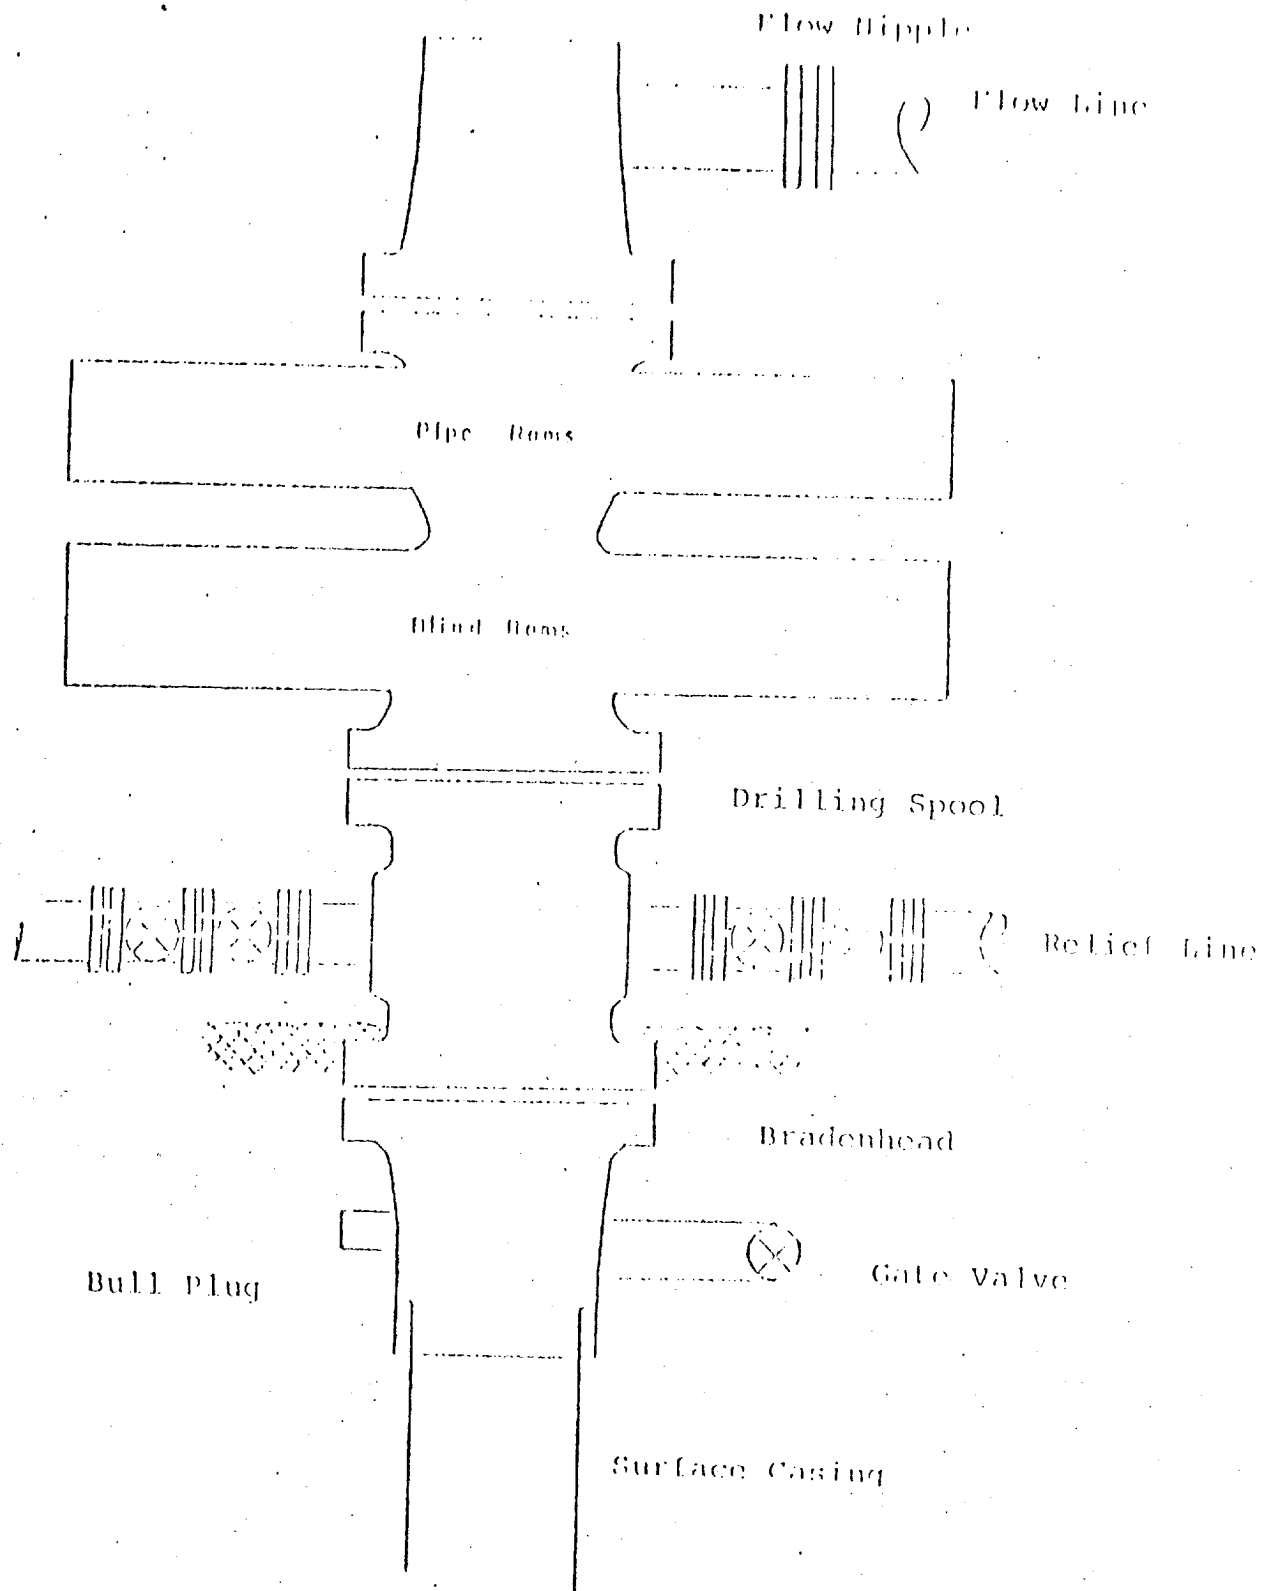 Flow Nipple
Flow Line
Pipe Rams
Blind Rams
Drilling Spool
Relief Line
Bradenhead
Bull Plug
Gate Valve
Surface Casing